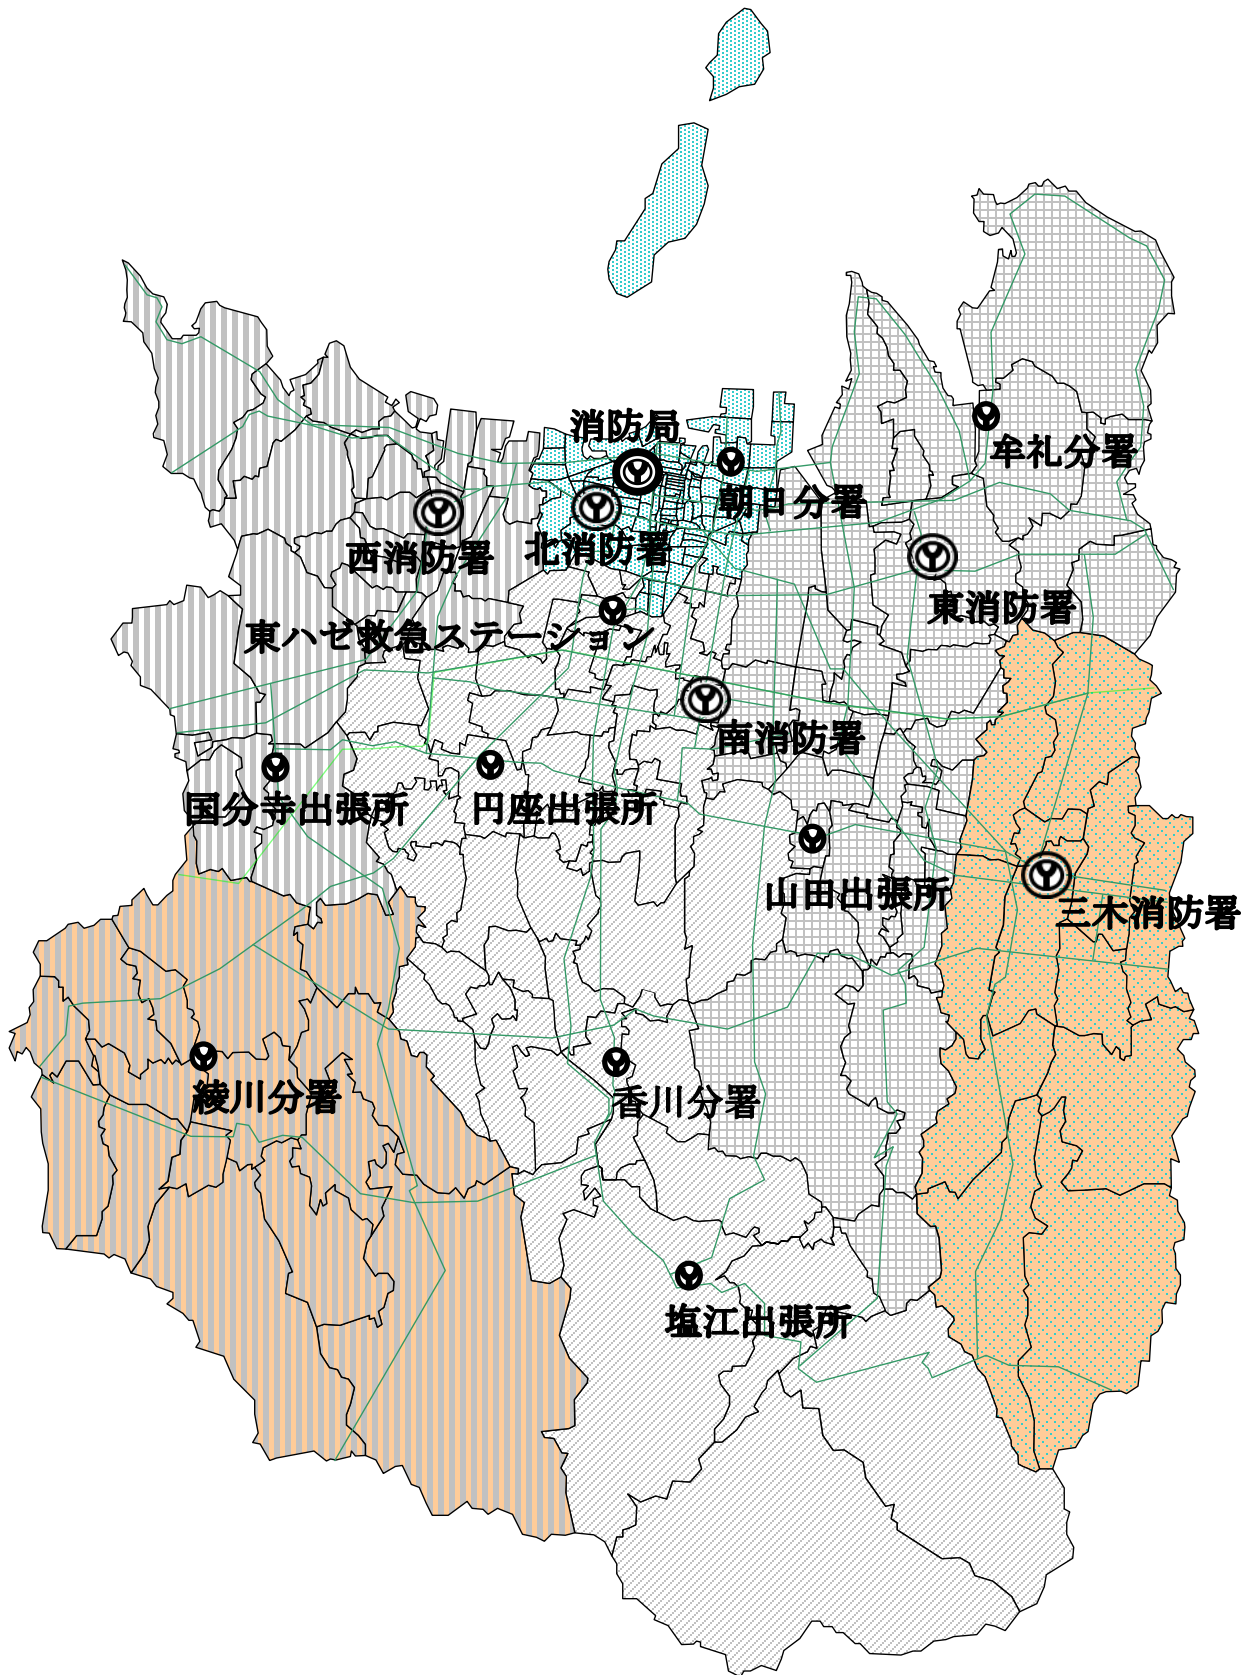 消防局
牟礼分署
朝日分署
西消防署
北消防署
東消防署
東ハゼ救急ステーション
南消防署
国分寺出張所
円座出張所
山田出張所
三木消防署
綾川分署
香川分署
塩江出張所